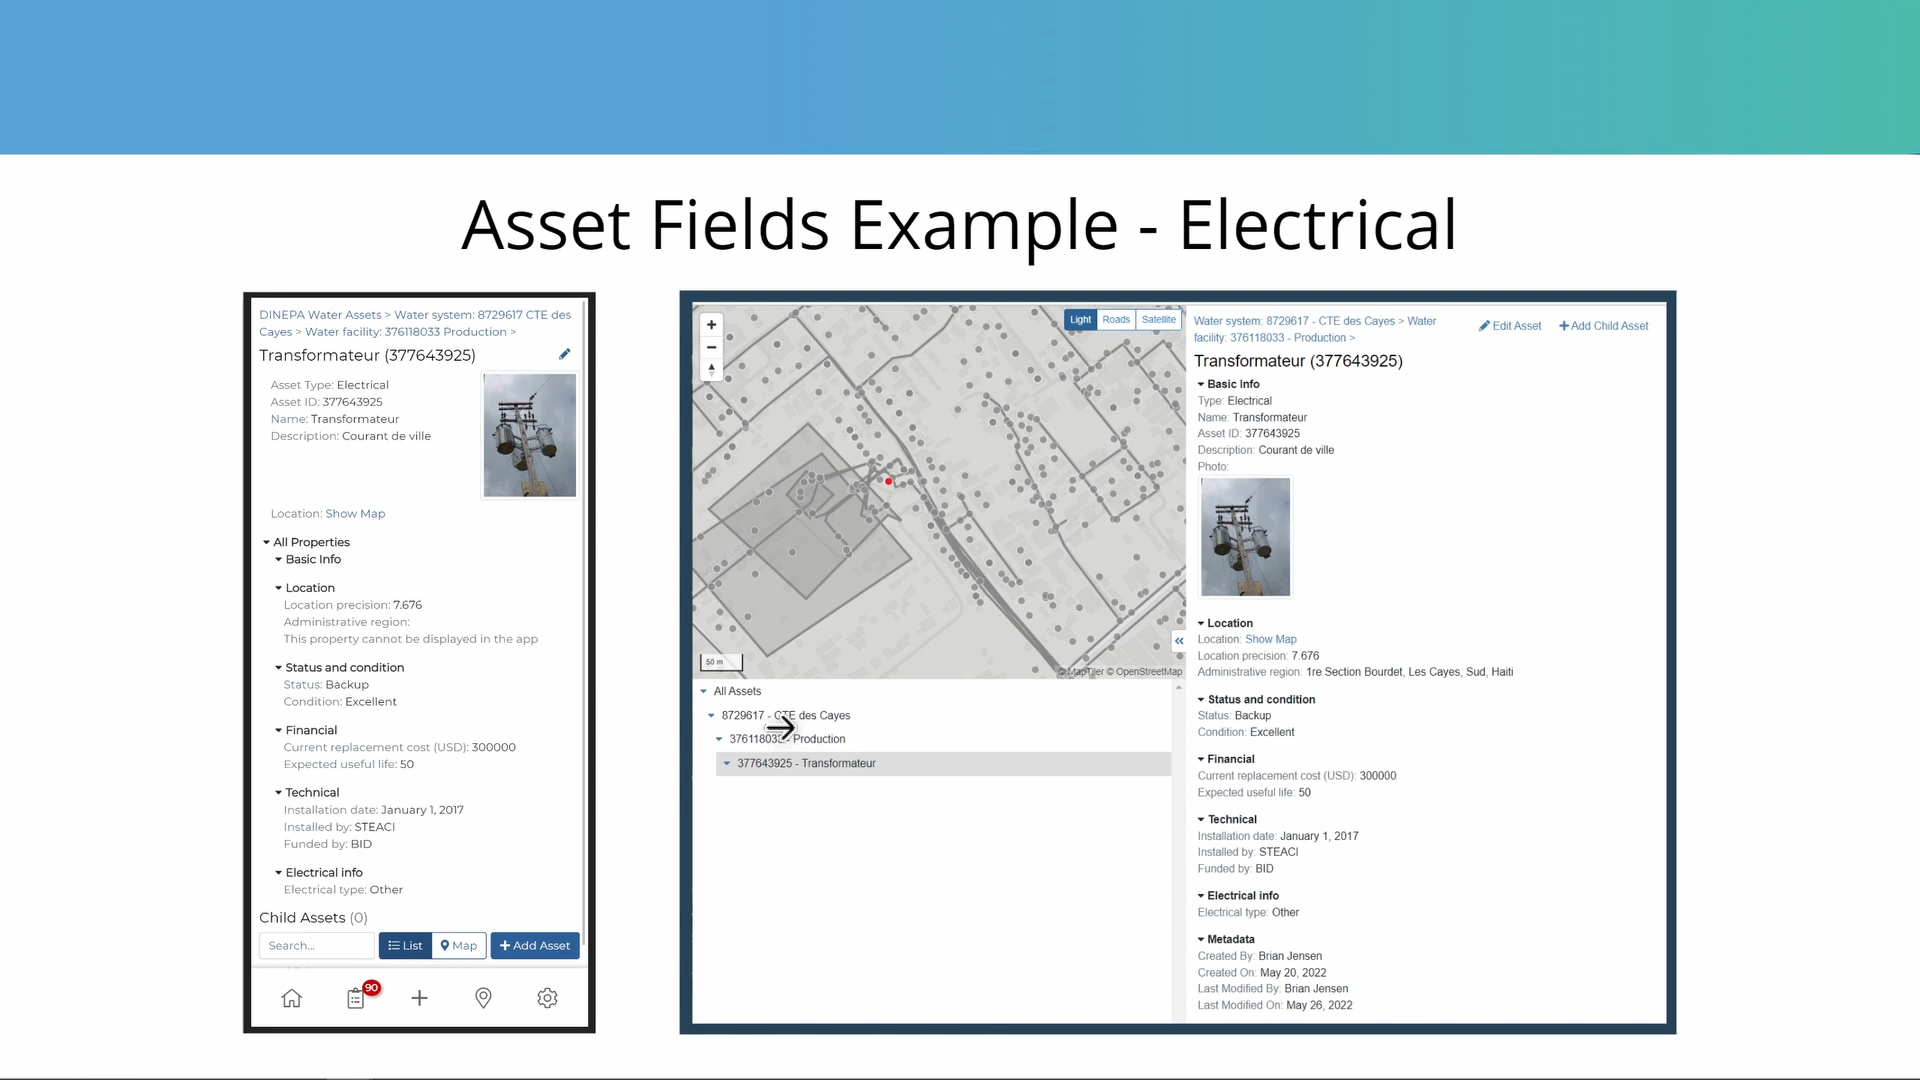 Asset Fields Example - Electrical
DINEPA Water Assets > Water system: 8729617 CTE des
Cayes > Water facility: 376118033 Production >
Transformateur (377643925)
Asset Type: Electrical
Asset ID: 377643925
Name: Transformateur
Description: Courant de ville
Location: Show Map
All Properties
Basic Info
Location
Location precision: 7.676
Administrative region:
This property cannot be displayed in the app
Status and condition
Status: Backup
Condition: Excellent
Financial
Current replacement cost (USD): 300000
Expected useful life: 50
Technical
Installation date: January 1, 2017
Installed by: STEACI
Funded by: BID
Electrical info
Electrical type: Other
Child Assets (0)
Search...
List
Map
+ Add Asset
90
Light
Roads
Satellite
50 m
© MapTiler © OpenStreetMap
All Assets
8729617 - CTE des Cayes
376118033 - Production
377643925 - Transformateur
Water system: 8729617 - CTE des Cayes > Water
facility: 376118033 - Production >
Edit Asset
+Add Child Asset
Transformateur (377643925)
Basic Info
Type: Electrical
Name: Transformateur
Asset ID: 377643925
Description: Courant de ville
Photo:
Location
Location: Show Map
Location precision: 7.676
Administrative region: 1re Section Bourdet, Les Cayes, Sud, Haiti
Status and condition
Status: Backup
Condition: Excellent
Financial
Current replacement cost (USD): 300000
Expected useful life: 50
Technical
Installation date: January 1, 2017
Installed by: STEACI
Funded by: BID
Electrical info
Electrical type: Other
Metadata
Created By: Brian Jensen
Created On: May 20, 2022
Last Modified By: Brian Jensen
Last Modified On: May 26, 2022